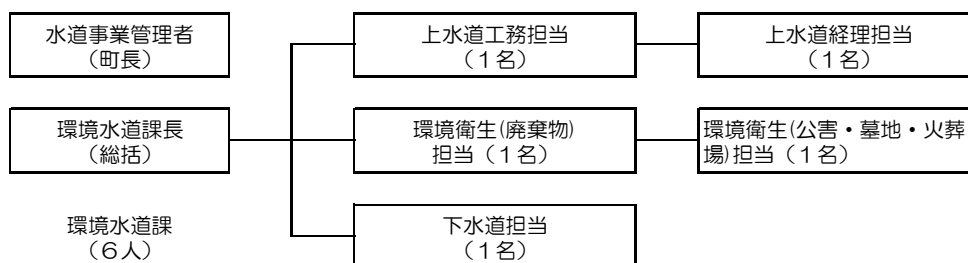 水道事業管理者
(町長)
上水道工務担当
(1名)
上水道経理担当
(1名)
環境水道課長
(総括)
環境衛生(廃棄物)
担当(1名)
環境衛生(公害・墓地・火葬
場)担当(1名)
環境水道課
(6人)
下水道担当
(1名)